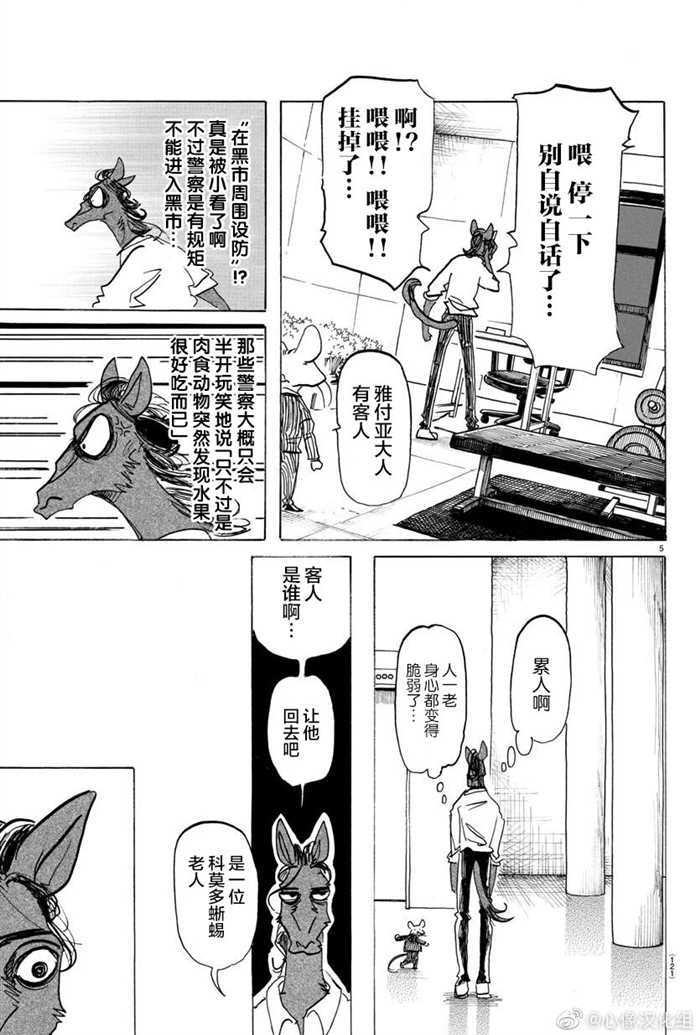 喂 停一下
别自说自话了…
啊!?
喂喂!! 喂喂!!
挂掉了…
雅付亚大人
有客人
“在黑市周围设防”!?
真是被小看了啊
不过警察是有规矩
不能进入黑市…
那些警察大概只会
半开玩笑地说「只不过是
肉食动物突然发现水果
很好吃而已」
5
累人啊
人一老
身心都变得
脆弱了…
客人
是谁啊…
让他
回去吧
是一位
科莫多蜥蜴
老人
(121)
@心像汉化组